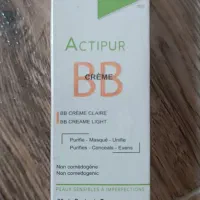 ACTIPUR
BB
CRÈME
BB CRÈME CLAIRE
BB CREAME LIGHT
Purifie - Masque - Unifie
Purifies - Conceals - Evens
Non comédogène
Non comedogenic
PEAUX SENSIBLES À IMPERFECTIONS